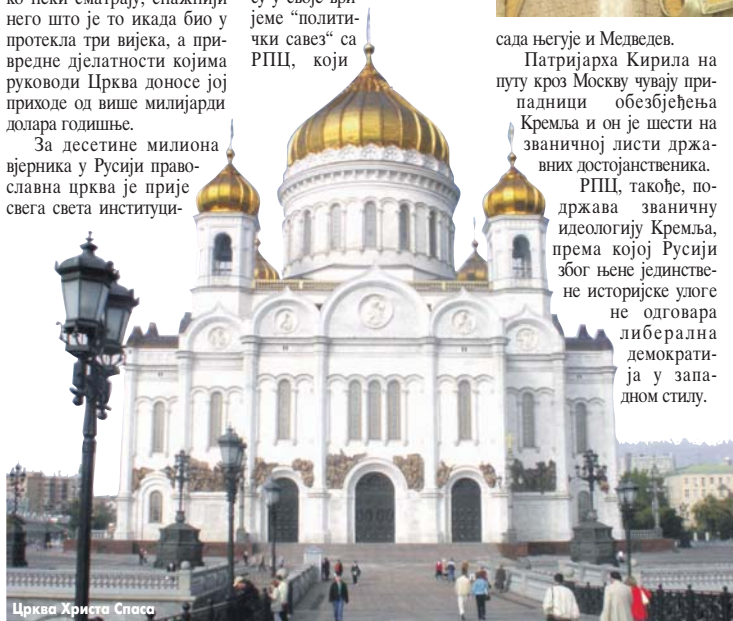 ко неки сматрају, снажнији
него што је то икада био у
протекла три вијека, а при-
вредне дјелатности којима
руководи Црква доносе јој
приходе од више милијарди
долара годишње.
За десетине милиона
вјерника у Русији право-
славна црква је прије
свега света институци-
су у своје ври
јеме “полити-
чки савез“ са
РПЦ, који
сада његује и Медведев.
Патријарха Кирила на
путу кроз Москву чувају при-
падници обезбјеђења
Кремља и он је шести на
званичној листи држа-
вних достојанственика.
РПЦ, такође, по-
држава званичну
идеологију Кремља,
према којој Русији
због њене јединстве-
не историјске улоге
не одговара
либерална
демократи-
ја у запа-
дном стилу.
Црква Христа Спаса